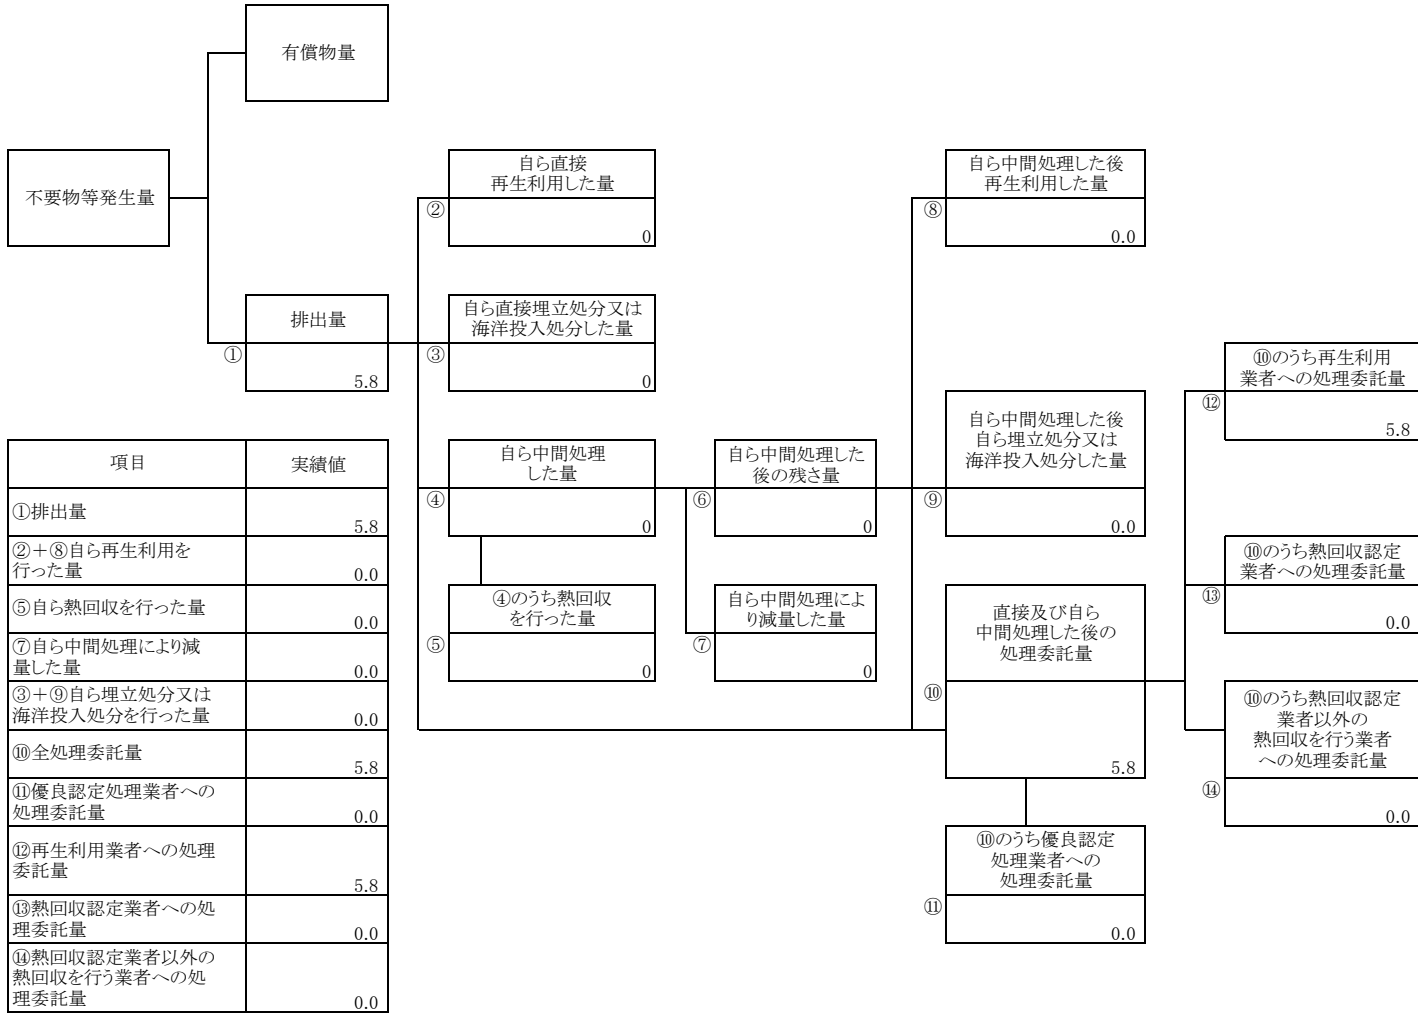 有償物量
不要物等発生量
自ら直接
再生利用した量
②
0
自ら中間処理した後
再生利用した量
⑧
0.0
排出量
①
5.8
自ら直接埋立処分又は
海洋投入処分した量
③
0
⑩のうち再生利用
業者への処理委託量
⑫
5.8
自ら中間処理
した量
④
0
自ら中間処理した
後の残さ量
⑥
0
自ら中間処理した後
自ら埋立処分又は
海洋投入処分した量
⑨
0.0
⑩のうち熱回収認定
業者への処理委託量
⑬
0.0
④のうち熱回収
を行った量
⑤
0
自ら中間処理によ
り減量した量
⑦
0
直接及び自ら
中間処理した後の
処理委託量
⑩
5.8
⑩のうち熱回収認定
業者以外の
熱回収を行う業者
への処理委託量
⑭
0.0
⑩のうち優良認定
処理業者への
処理委託量
⑪
0.0
項目 実績値
①排出量 5.8
②+⑧自ら再生利用を
行った量 0.0
⑤自ら熱回収を行った量 0.0
⑦自ら中間処理により減
量した量 0.0
③+⑨自ら埋立処分又は
海洋投入処分を行った量 0.0
⑩全処理委託量 5.8
⑪優良認定処理業者への
処理委託量 0.0
⑫再生利用業者への処理
委託量 5.8
⑬熱回収認定業者への処
理委託量 0.0
⑭熱回収認定業者以外の
熱回収を行う業者への処
理委託量 0.0